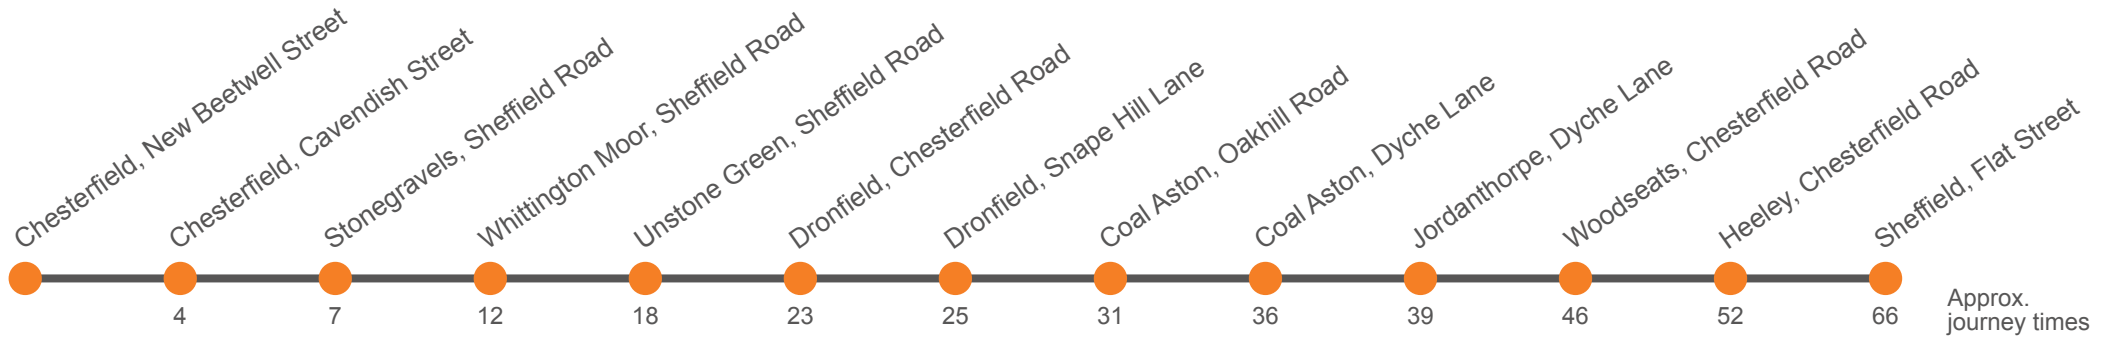 Chesterfield, New Beetwell Street
Chesterfield, Cavendish Street
Stonegravels, Sheffield Road
Whittington Moor, Sheffield Road
Unstone Green, Sheffield Road
Dronfield, Chesterfield Road
Dronfield, Snape Hill Lane
Coal Aston, Oakhill Road
Coal Aston, Dyche Lane
Jordanthorpe, Dyche Lane
Woodseats, Chesterfield Road
Heeley, Chesterfield Road
Sheffield, Flat Street
4 7 12 18 23 25 31 36 39 46 52 66
Approx.
journey times